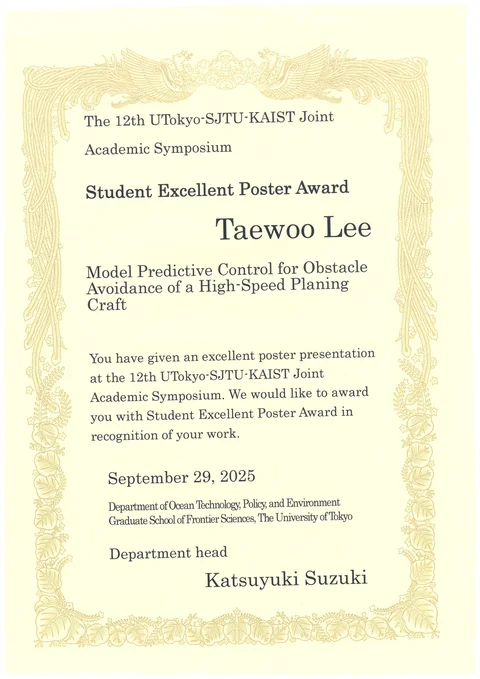 The 12th UTokyo-SJTU-KAIST Joint
Academic Symposium
Student Excellent Poster Award
Taewoo Lee
Model Predictive Control for Obstacle
Avoidance of a High-Speed Planing
Craft
You have given an excellent poster presentation
at the 12th UTokyo-SJTU-KAIST Joint
Academic Symposium. We would like to award
you with Student Excellent Poster Award in
recognition of your work.
September 29, 2025
Department of Ocean Technology, Policy, and Environment
Graduate School of Frontier Sciences, The University of Tokyo
Department head
Katsuyuki Suzuki